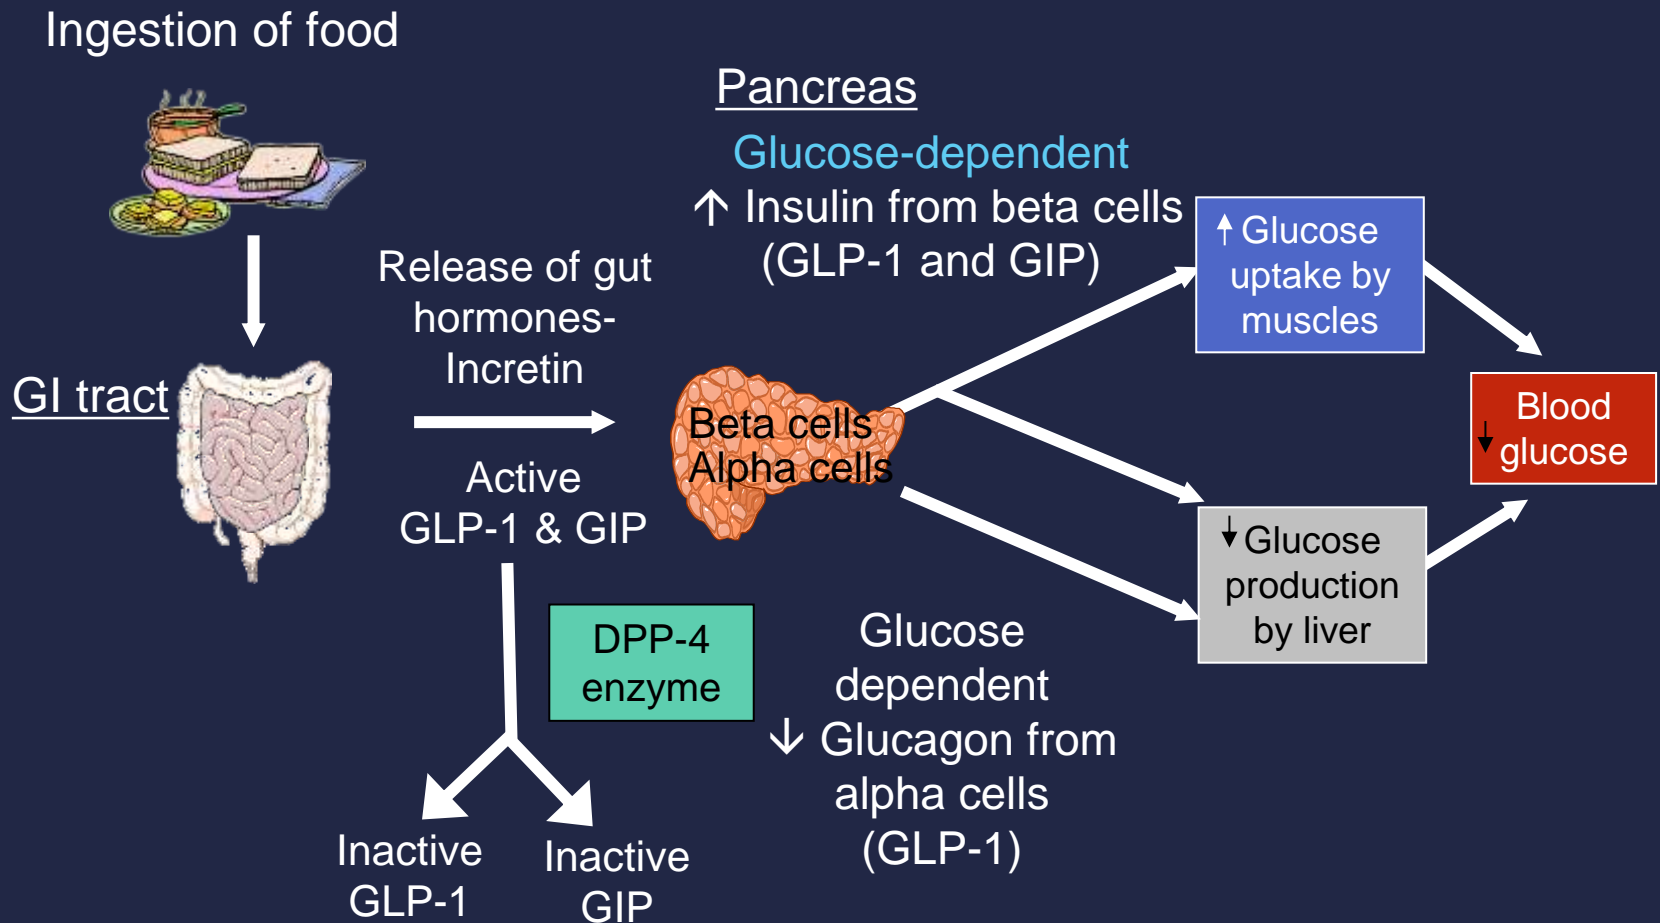 Ingestion of food
Pancreas
Glucose-dependent
↑ Insulin from beta cells
(GLP-1 and GIP)
Release of gut
hormones-
Incretin
GI tract
Active
GLP-1 & GIP
Beta cells
Alpha cells
↑ Glucose
uptake by
muscles
Blood
↓ glucose
↓ Glucose
production
by liver
DPP-4
enzyme
Glucose
dependent
↓ Glucagon from
alpha cells
(GLP-1)
Inactive
GLP-1
Inactive
GIP